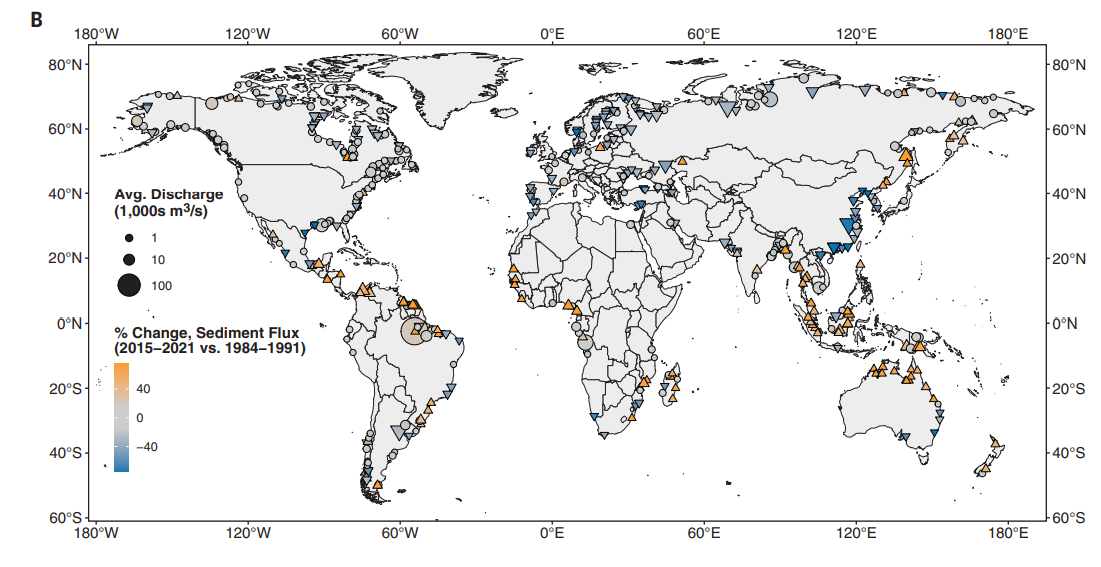 B
180°W 120°W 60°W 0°E 60°E 120°E 180°E
80°N 80°N
60°N 60°N
40°N 40°N
Avg. Discharge
(1,000s m³/s)
1
20°N 20°N
10
100
0°N 0°N
% Change, Sediment Flux
(2015–2021 vs. 1984–1991)
40
20°S 20°S
0
−40
40°S 40°S
60°S 60°S
180°W 120°W 60°W 0°E 60°E 120°E 180°E